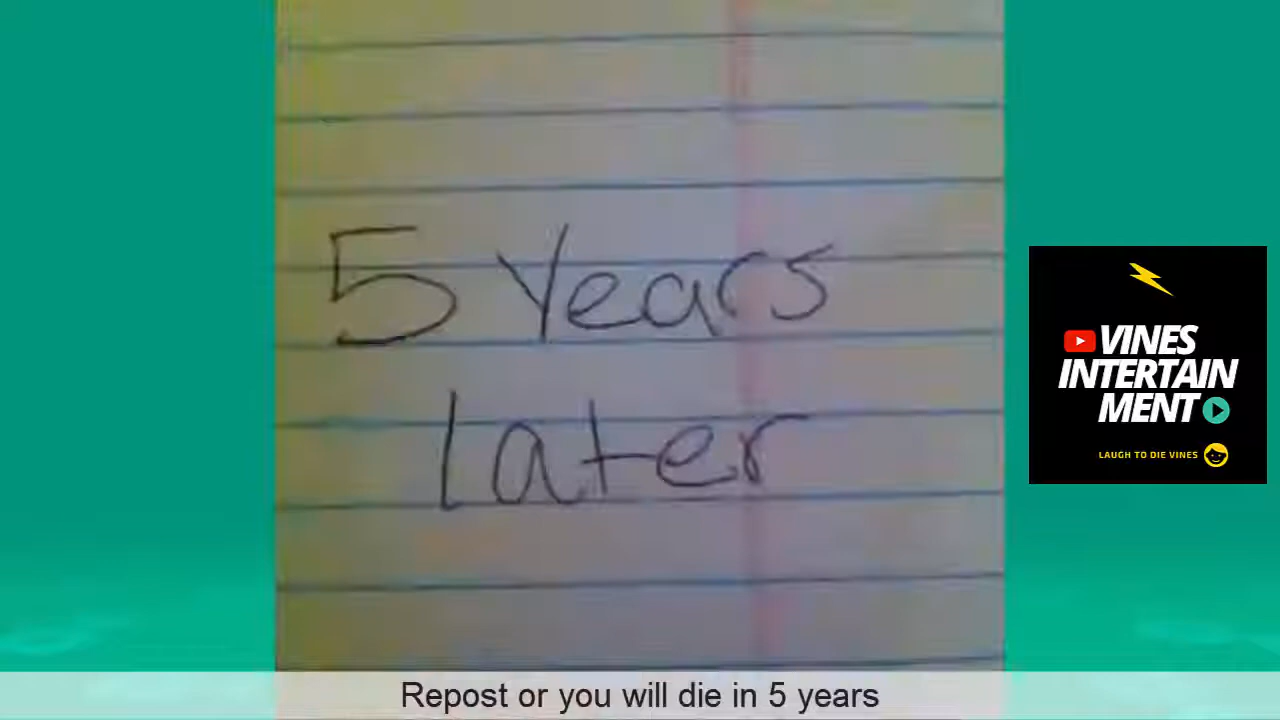 5 Years
Later
VINES
INTERTAIN
MENT
LAUGH TO DIE VINES
Repost or you will die in 5 years